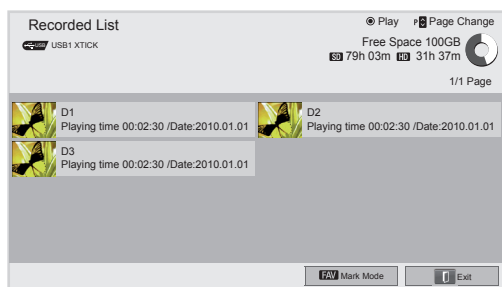 Recorded List
Play P Page Change
USB USB1 XTICK
Free Space 100GB
SD 79h 03m HD 31h 37m
1/1 Page
D1
Playing time 00:02:30 /Date:2010.01.01
D2
Playing time 00:02:30 /Date:2010.01.01
D3
Playing time 00:02:30 /Date:2010.01.01
FAV Mark Mode
Exit